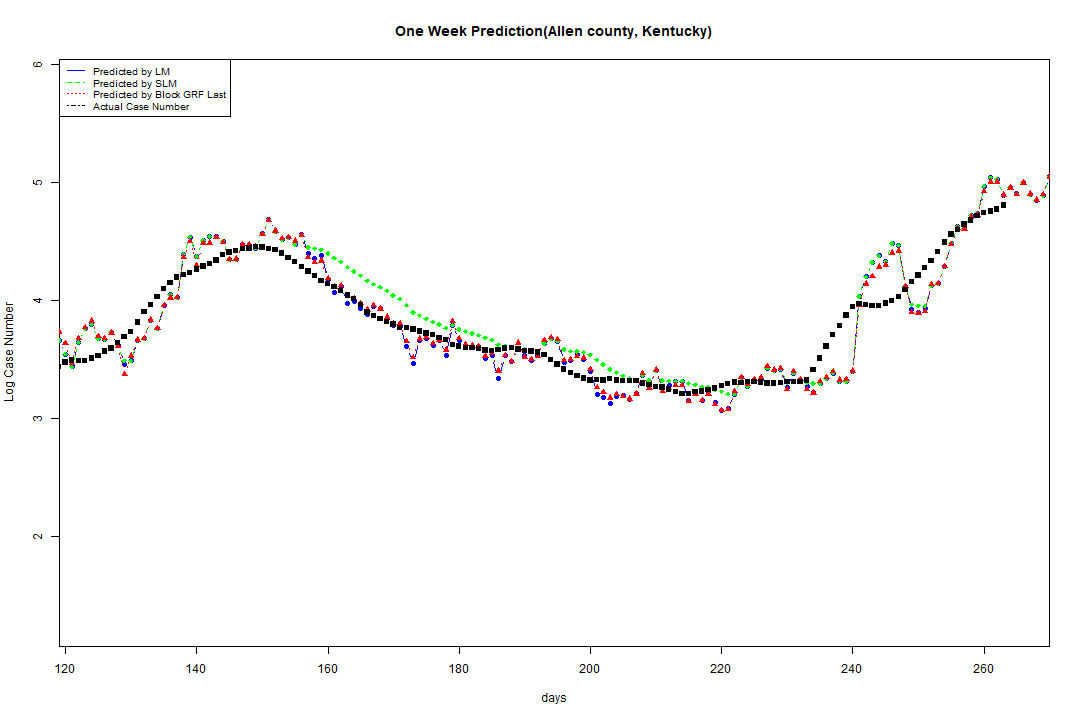 One Week Prediction(Allen county, Kentucky)
Predicted by LM
Predicted by SLM
Predicted by Block GRF Last
Actual Case Number
6
5
4
3
2
Log Case Number
120 140 160 180 200 220 240 260
days